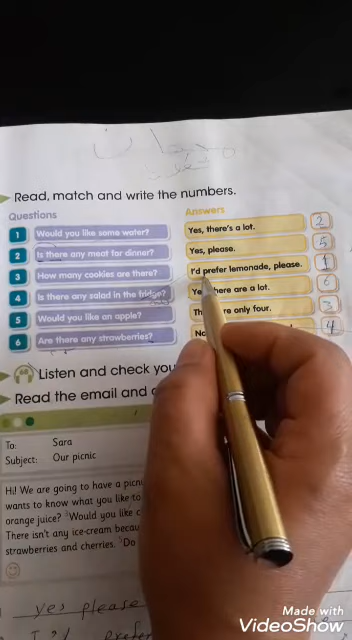 Read, match and write the numbers.
Questions
Answers
1 Would you like some water?
Yes, there's a lot. 2
2 Is there any meat for dinner?
Yes, please. 5
3 How many cookies are there?
I'd prefer lemonade, please. 1
4 Is there any salad in the fridge?
there are a lot. 6
5 Would you like an apple?
only four. 3
6 Are there any strawberries?
4
Listen and check
Read the email and
To: Sara
Subject: Our picnic
Hi! We are going to have a
wants to know what you like to
orange juice? Would you like
There isn't any ice-cream
strawberries and cherries. Do
yes please
I'd prefer
Made with
VideoShow